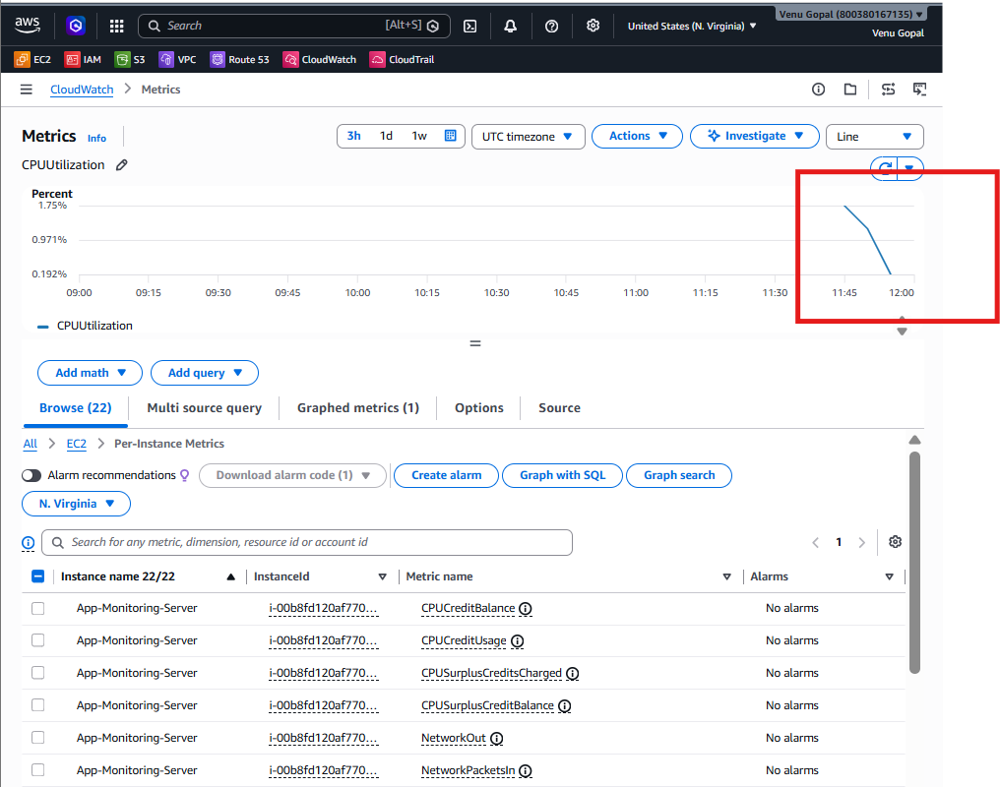 aws
Search [Alt+S] United States (N. Virginia) ▼ Venu Gopal (800380167135) ▼
Venu Gopal
EC2 IAM S3 VPC Route 53 CloudWatch CloudTrail
CloudWatch > Metrics
Metrics Info 3h 1d 1w UTC timezone ▼ Actions ▼ Investigate ▼ Line ▼
CPUUtilization
Percent
1.75%
0.971%
0.192%
09:00 09:15 09:30 09:45 10:00 10:15 10:30 10:45 11:00 11:15 11:30 11:45 12:00
CPUUtilization
Add math ▼ Add query ▼
Browse (22) Multi source query Graphed metrics (1) Options Source
All > EC2 > Per-Instance Metrics
Alarm recommendations Download alarm code (1) ▼ Create alarm Graph with SQL Graph search
N. Virginia ▼
Search for any metric, dimension, resource id or account id < 1 >
Instance name 22/22 InstanceId Metric name Alarms
App-Monitoring-Server i-00b8fd120af770... CPUCreditBalance No alarms
App-Monitoring-Server i-00b8fd120af770... CPUCreditUsage No alarms
App-Monitoring-Server i-00b8fd120af770... CPUSurplusCreditsCharged No alarms
App-Monitoring-Server i-00b8fd120af770... CPUSurplusCreditBalance No alarms
App-Monitoring-Server i-00b8fd120af770... NetworkOut No alarms
App-Monitoring-Server i-00b8fd120af770... NetworkPacketsIn No alarms